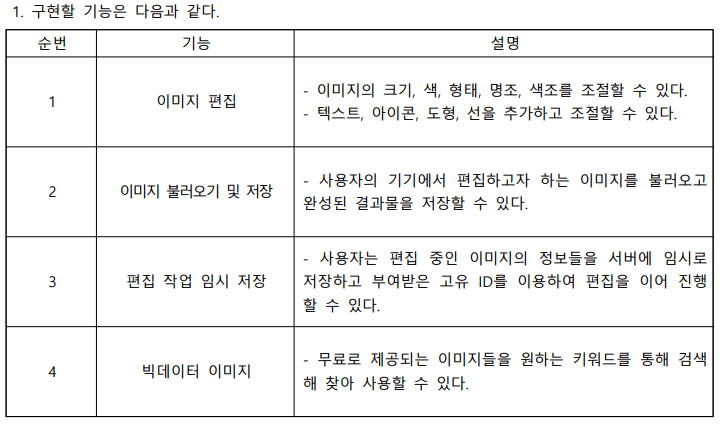 1. 구현할 기능은 다음과 같다.
순번 기능 설명
1 이미지 편집
- 이미지의 크기, 색, 형태, 명조, 색조를 조절할 수 있다.
- 텍스트, 아이콘, 도형, 선을 추가하고 조절할 수 있다.
2 이미지 불러오기 및 저장
- 사용자의 기기에서 편집하고자 하는 이미지를 불러오고
완성된 결과물을 저장할 수 있다.
3 편집 작업 임시 저장
- 사용자는 편집 중인 이미지의 정보들을 서버에 임시로
저장하고 부여받은 고유 ID를 이용하여 편집을 이어 진행
할 수 있다.
4 빅데이터 이미지
- 무료로 제공되는 이미지들을 원하는 키워드를 통해 검색
해 찾아 사용할 수 있다.